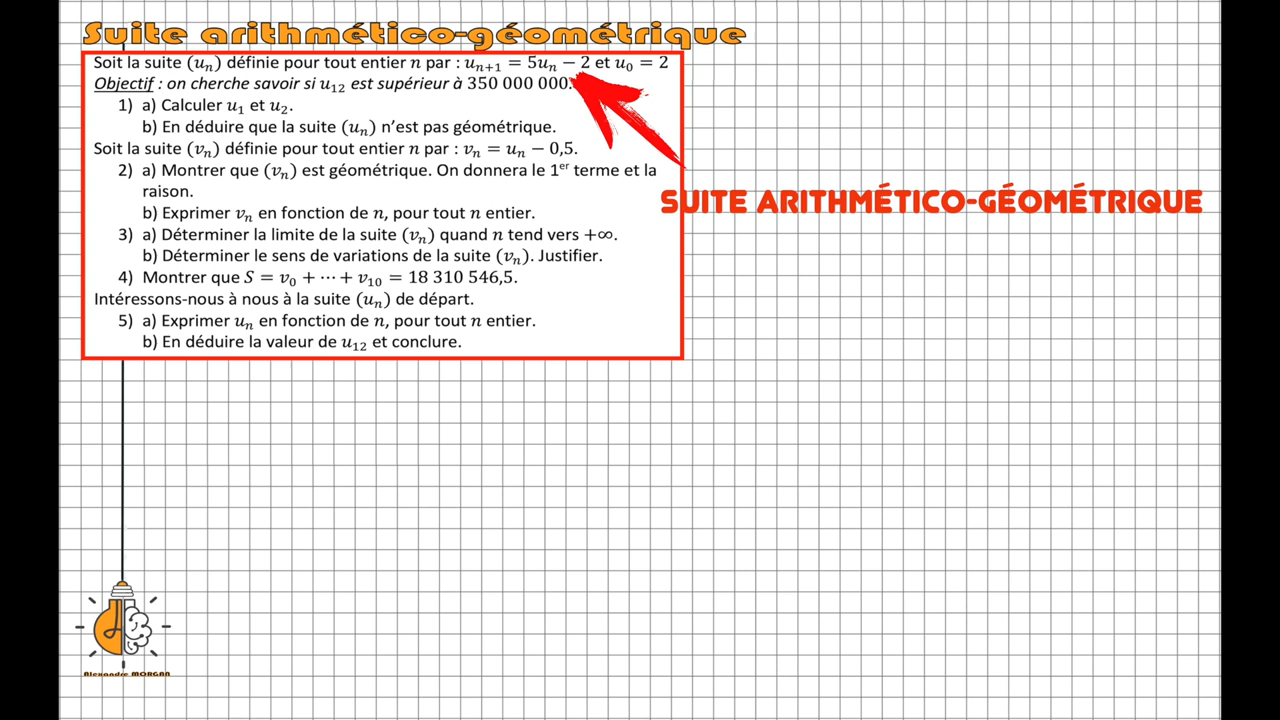 Suite arithmético-géométrique
Soit la suite (uₙ) définie pour tout entier n par : uₙ₊₁ = 5uₙ − 2 et u₀ = 2
Objectif : on cherche savoir si u₁₂ est supérieur à 350 000 000.
1) a) Calculer u₁ et u₂.
b) En déduire que la suite (uₙ) n’est pas géométrique.
Soit la suite (vₙ) définie pour tout entier n par : vₙ = uₙ − 0,5.
2) a) Montrer que (vₙ) est géométrique. On donnera le 1ᵉʳ terme et la
raison.
SUITE ARITHMÉTICO-GÉOMÉTRIQUE
b) Exprimer vₙ en fonction de n, pour tout n entier.
3) a) Déterminer la limite de la suite (vₙ) quand n tend vers +∞.
b) Déterminer le sens de variations de la suite (vₙ). Justifier.
4) Montrer que S = v₀ + ⋯ + v₁₀ = 18 310 546,5.
Intéressons-nous à nous à la suite (uₙ) de départ.
5) a) Exprimer uₙ en fonction de n, pour tout n entier.
b) En déduire la valeur de u₁₂ et conclure.
Alexandre MORGAN